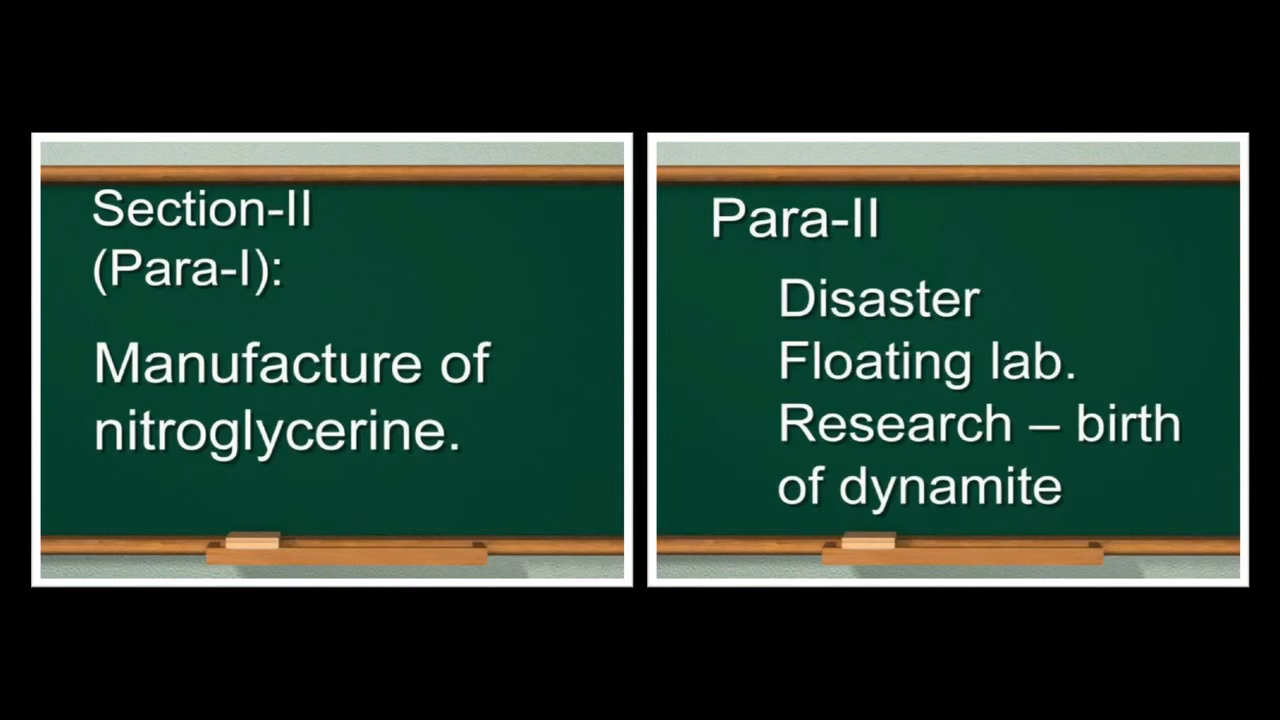 Section-II
(Para-I):
Manufacture of
nitroglycerine.
Para-II
Disaster
Floating lab.
Research – birth
of dynamite